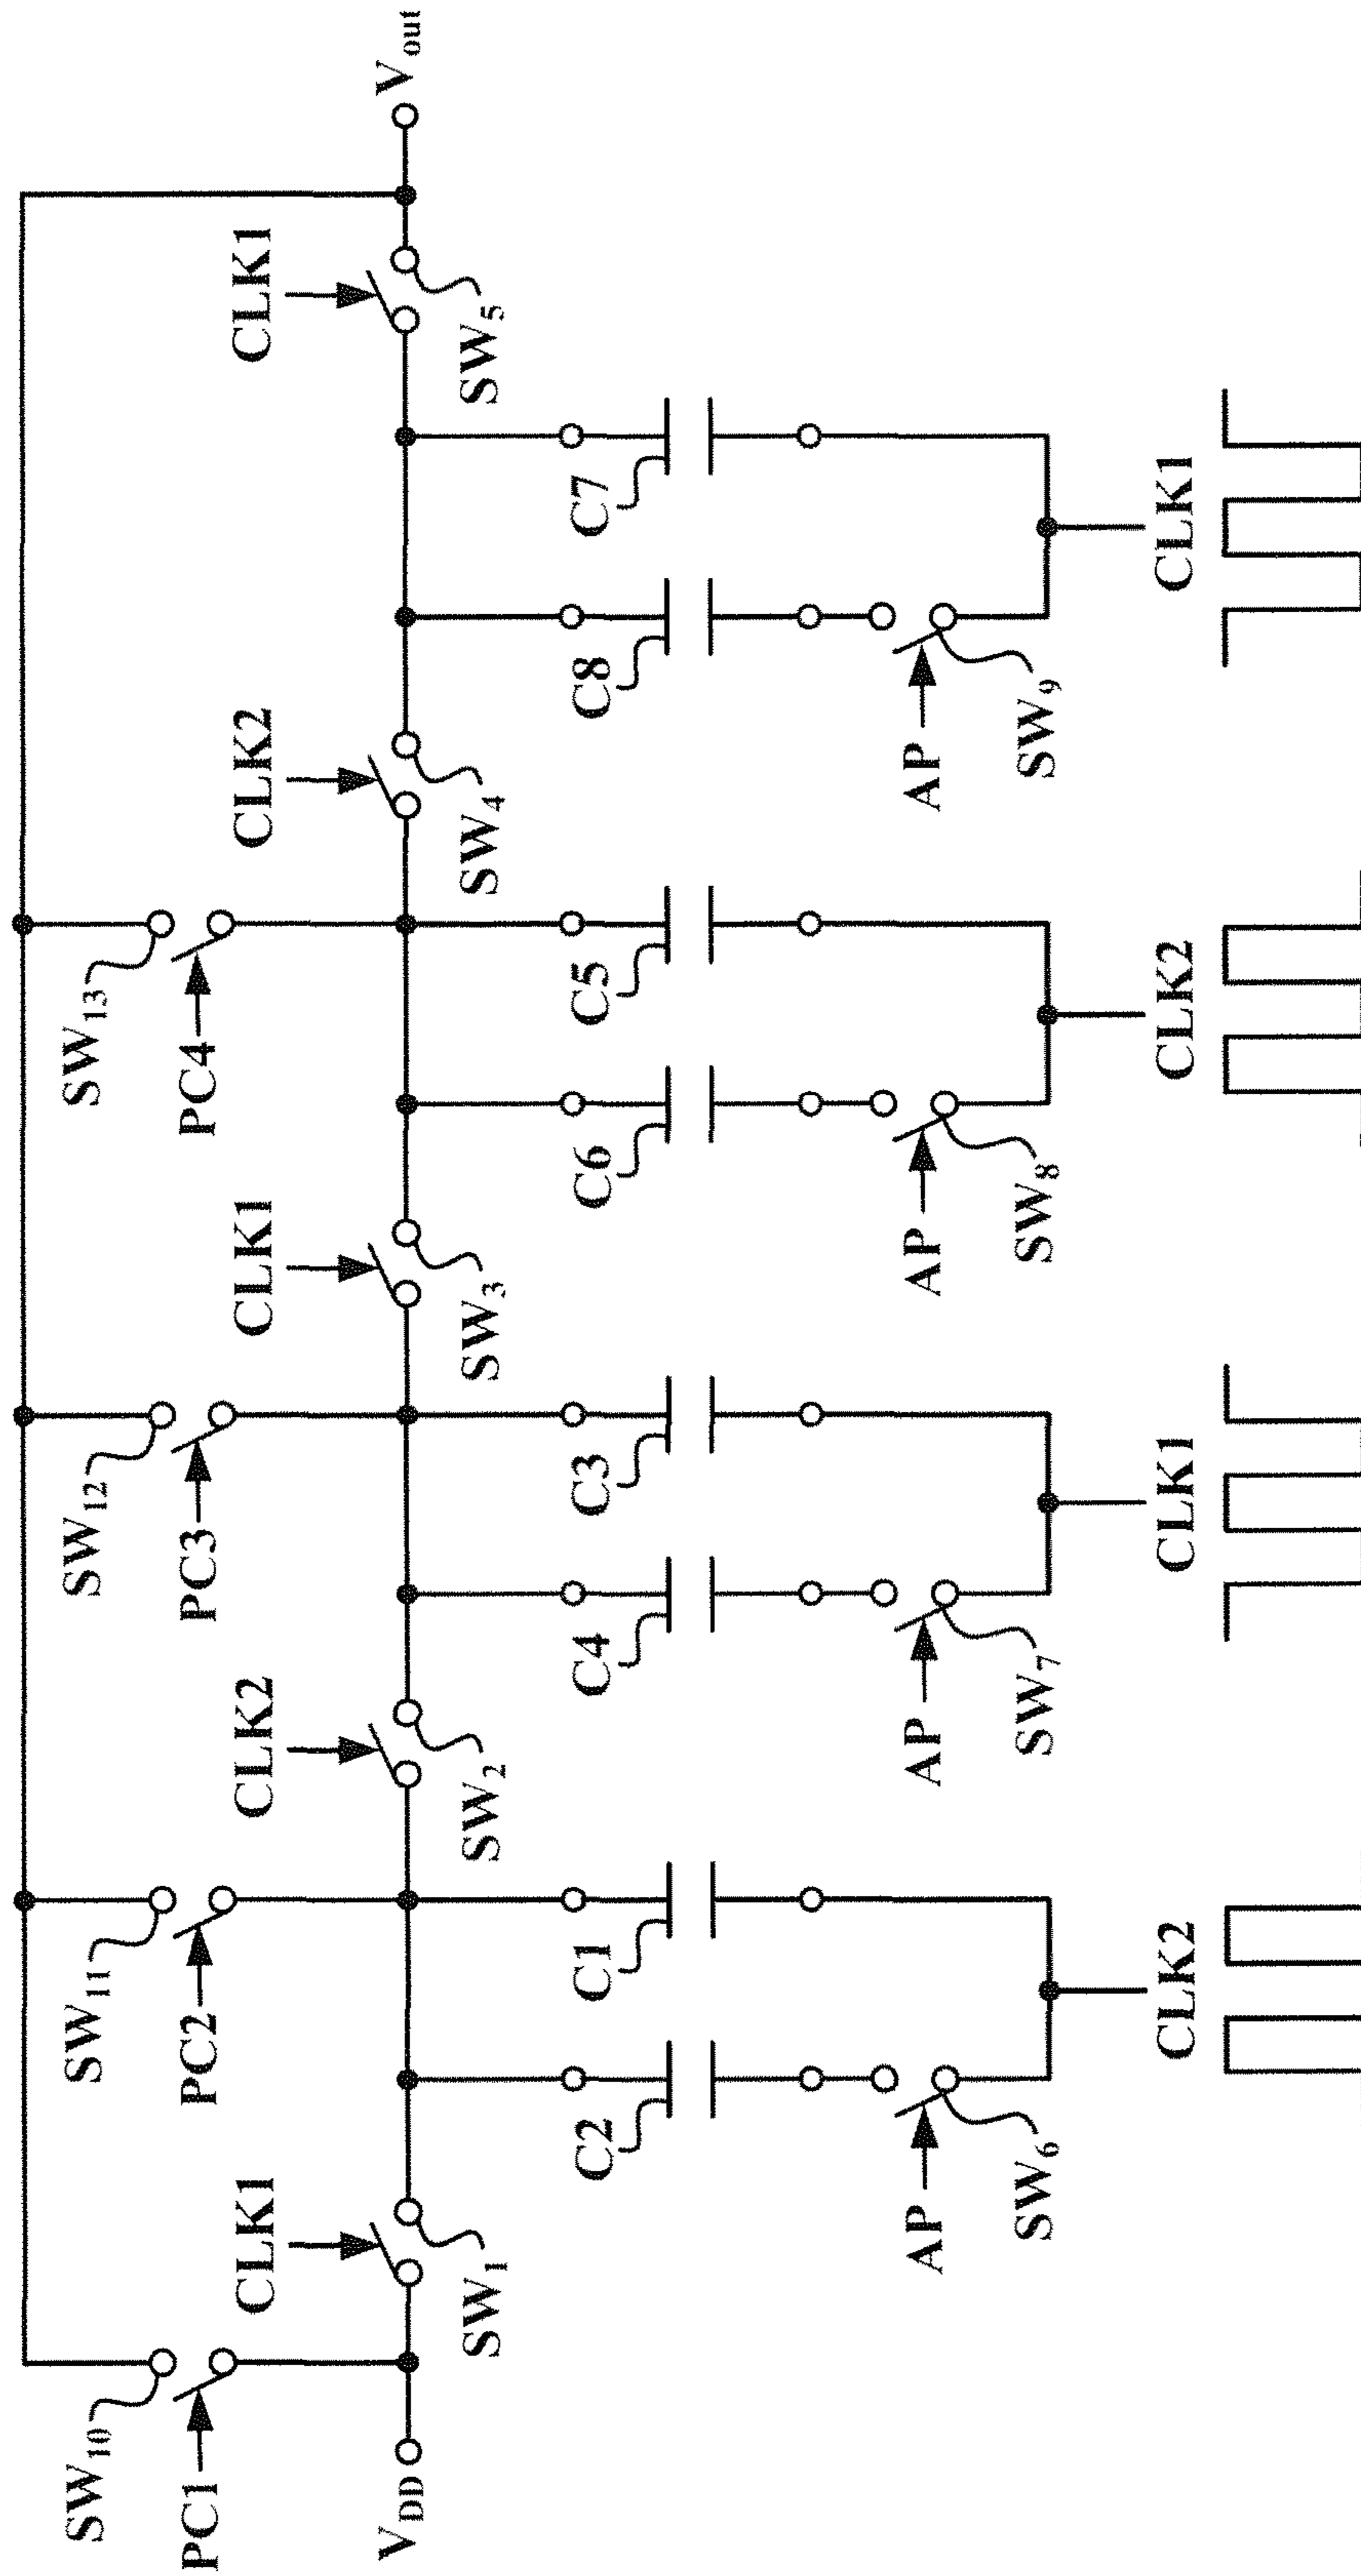 SW10
PC1
SW11
PC2
SW12
PC3
SW13
PC4
CLK1
CLK2
CLK1
CLK2
CLK1
VDD
Vout
SW1
SW2
SW3
SW4
SW5
C2
C1
C4
C3
C6
C5
C8
C7
AP
AP
AP
AP
SW6
SW7
SW8
SW9
CLK2
CLK1
CLK2
CLK1